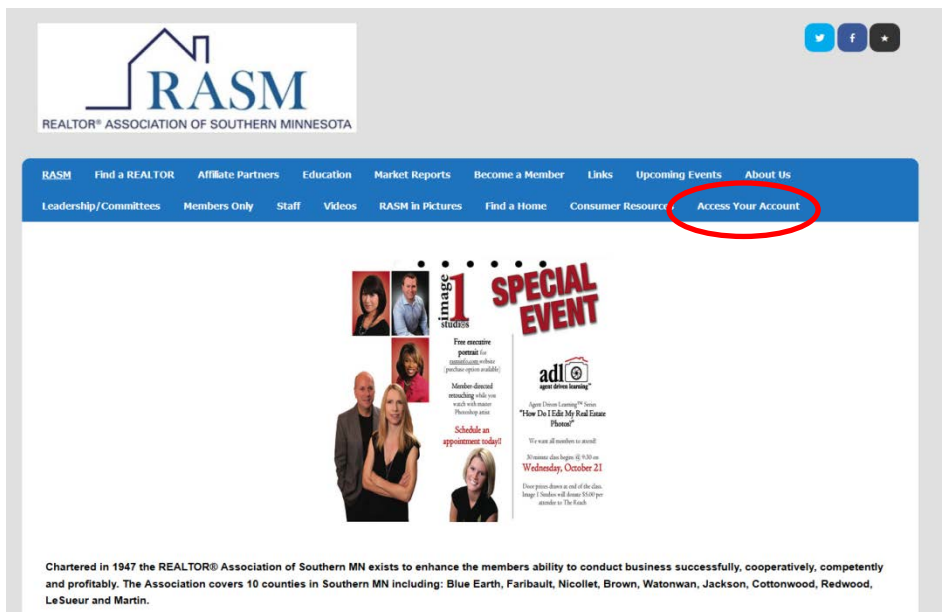 RASM
REALTOR® ASSOCIATION OF SOUTHERN MINNESOTA
RASM Find a REALTOR Affiliate Partners Education Market Reports Become a Member Links Upcoming Events About Us
Leadership/Committees Members Only Staff Videos RASM in Pictures Find a Home Consumer Resources Access Your Account
image
1
studi@s
SPECIAL
EVENT
Free executive
portrait for
rasminfo.com website
(purchase option available)
Member-directed
retouching while you
watch with master
Photoshop artist
Schedule an
appointment today!!
adl
agent driven learning™
Agent Driven Learning™ Series
"How Do I Edit My Real Estate
Photos?"
We want all members to attend!
30 minute class begins @ 9:30 on
Wednesday, October 21
Door prizes drawn at end of the class.
Image 1 Studios will donate $5.00 per
attendee to The Reach
Chartered in 1947 the REALTOR® Association of Southern MN exists to enhance the members ability to conduct business successfully, cooperatively, competently
and profitably. The Association covers 10 counties in Southern MN including: Blue Earth, Faribault, Nicollet, Brown, Watonwan, Jackson, Cottonwood, Redwood,
LeSueur and Martin.